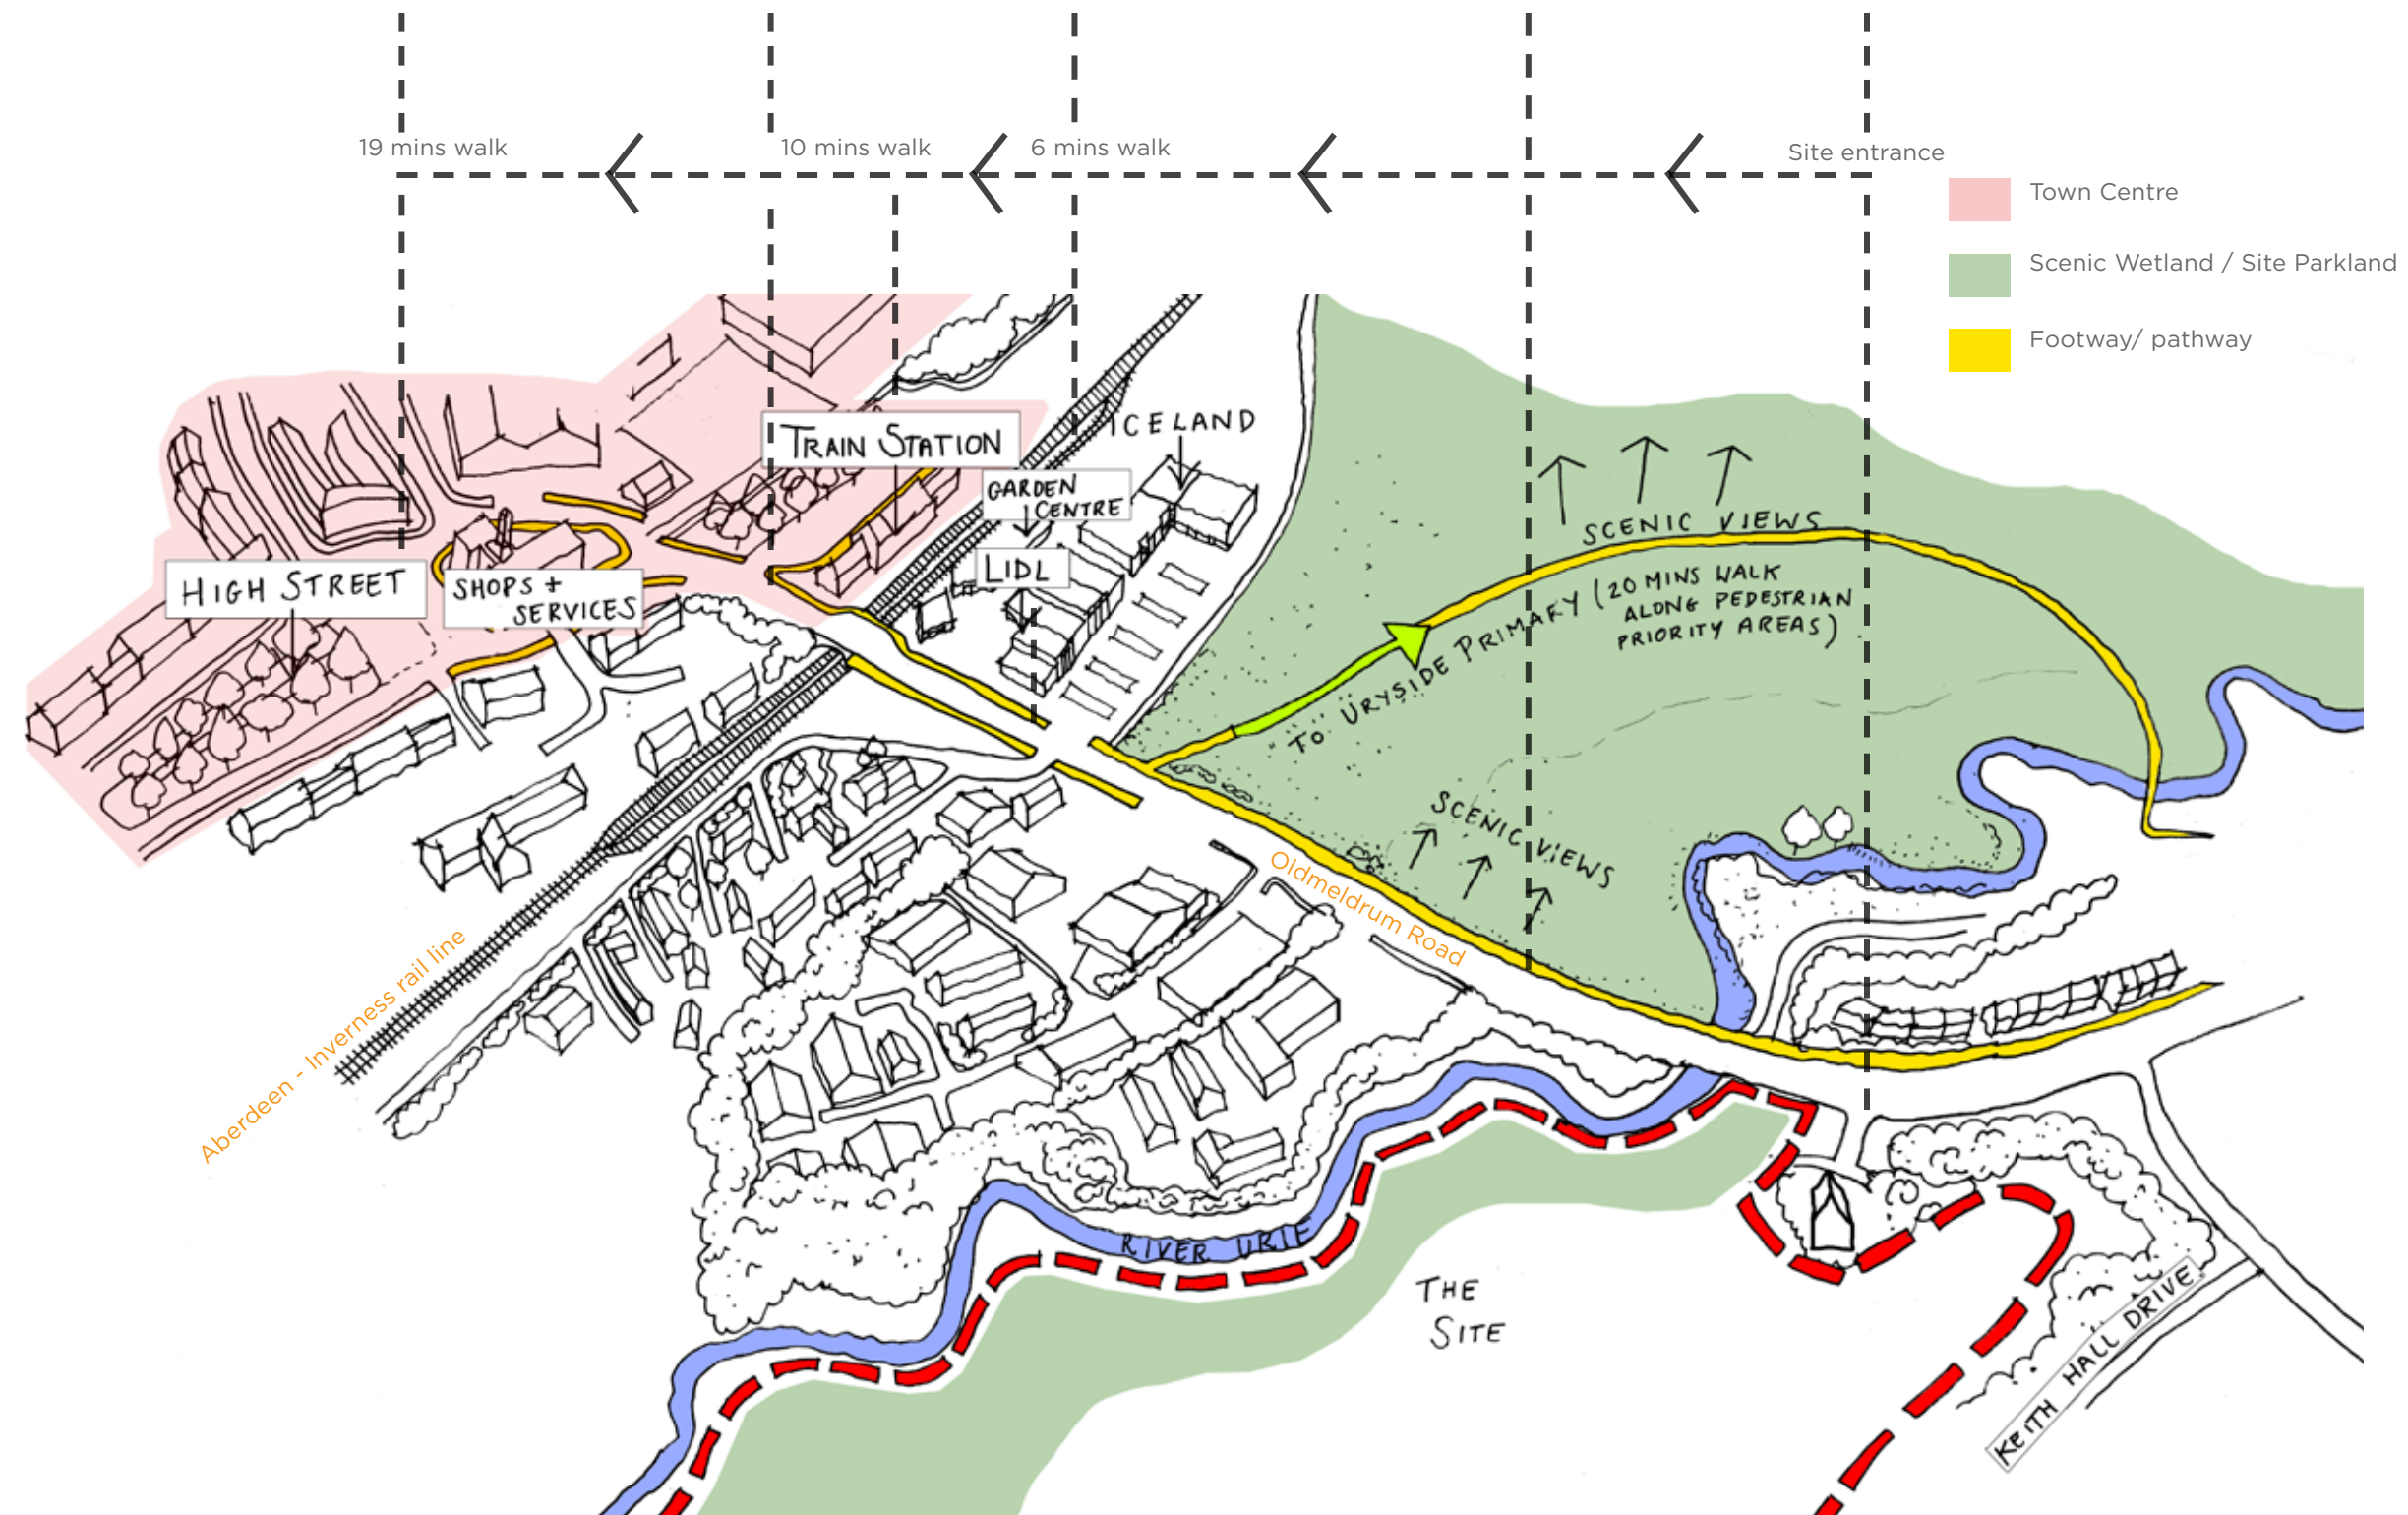 19 mins walk
10 mins walk
6 mins walk
Site entrance
Town Centre
Scenic Wetland / Site Parkland
Footway/ pathway
ICELAND
TRAIN STATION
GARDEN
CENTRE
LIDL
HIGH STREET
SHOPS +
SERVICES
SCENIC VIEWS
TO URYSIDE PRIMARY (20 MINS WALK
ALONG PEDESTRIAN
PRIORITY AREAS)
SCENIC VIEWS
Oldmeldrum Road
Aberdeen - Inverness rail line
RIVER URIE
THE
SITE
KEITH HALL DRIVE